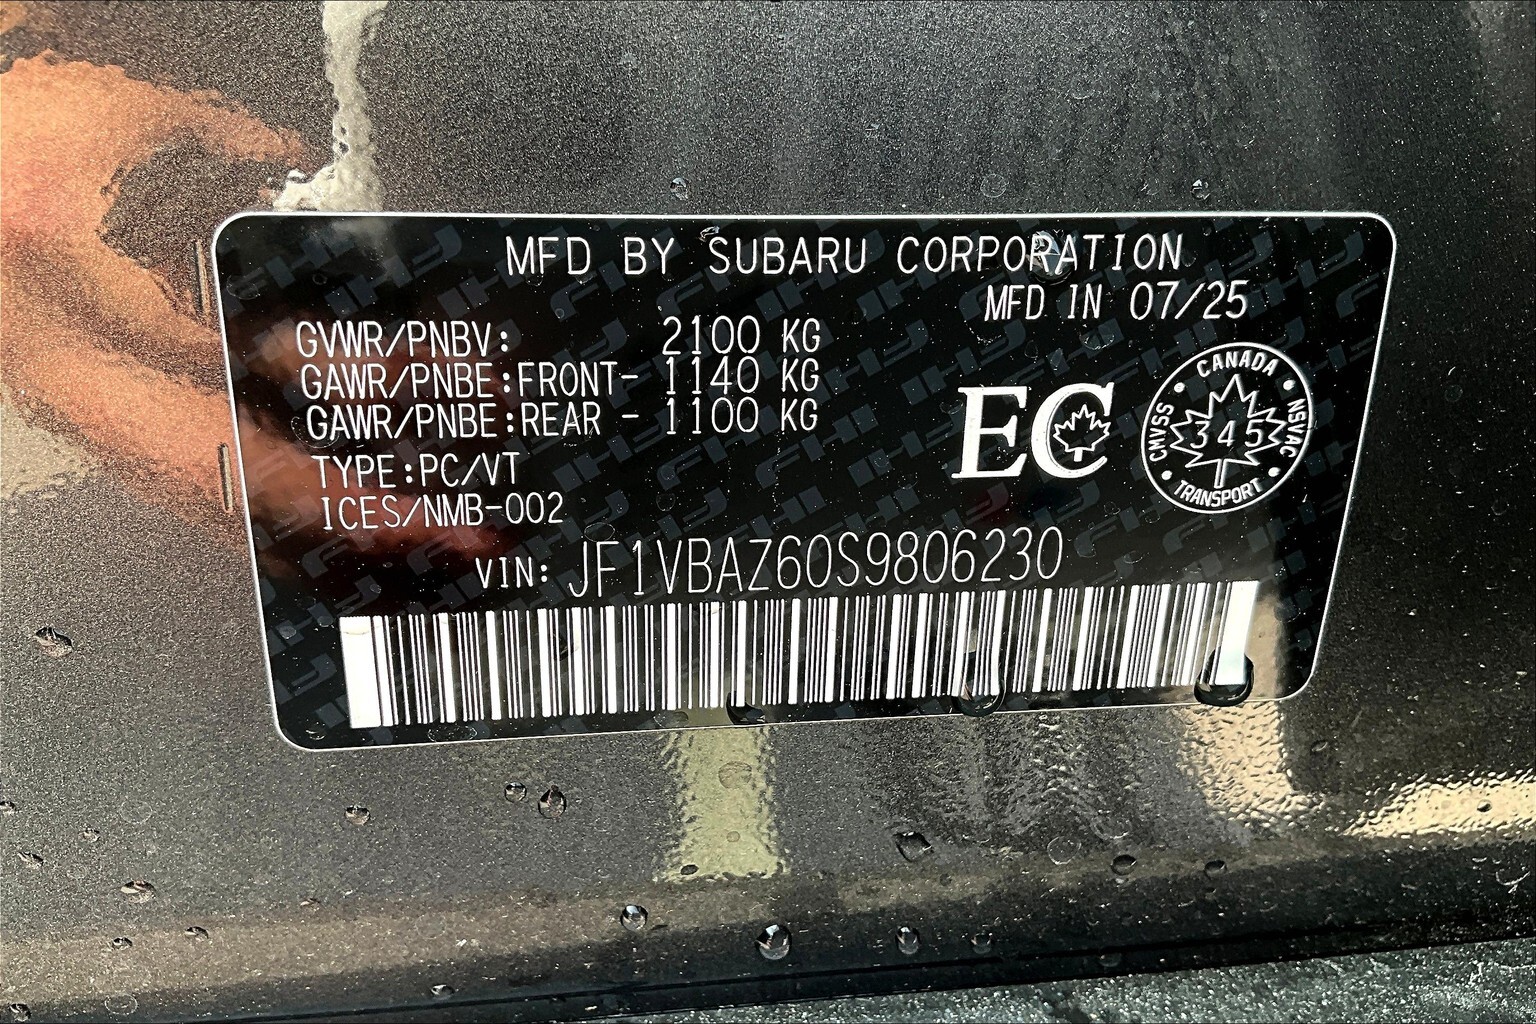 MFD BY SUBARU CORPORATION
MFD IN 07/25
GVWR/PNBV: 2100 KG
GAWR/PNBE:FRONT- 1140 KG
GAWR/PNBE:REAR - 1100 KG
TYPE:PC/VT
ICES/NMB-002
EC
CANADA
CMVSS
345
NSVAC
TRANSPORT
VIN: JF1VBAZ60S9806230